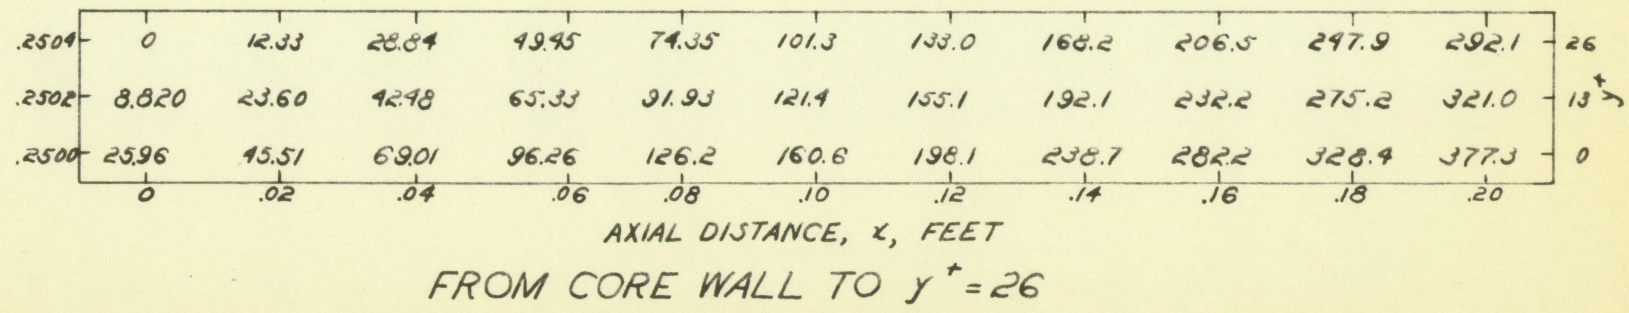 .2504 0 12.33 28.84 49.45 74.35 101.3 133.0 168.2 206.5 247.9 292.1 26
.2502 8.820 23.60 42.48 65.33 91.93 121.4 155.1 192.1 232.2 275.2 321.0 13
y+
.2500 25.96 45.51 69.01 96.26 126.2 160.6 198.1 238.7 282.2 328.4 377.3 0
0 .02 .04 .06 .08 .10 .12 .14 .16 .18 .20
AXIAL DISTANCE, x, FEET
FROM CORE WALL TO y+ = 26